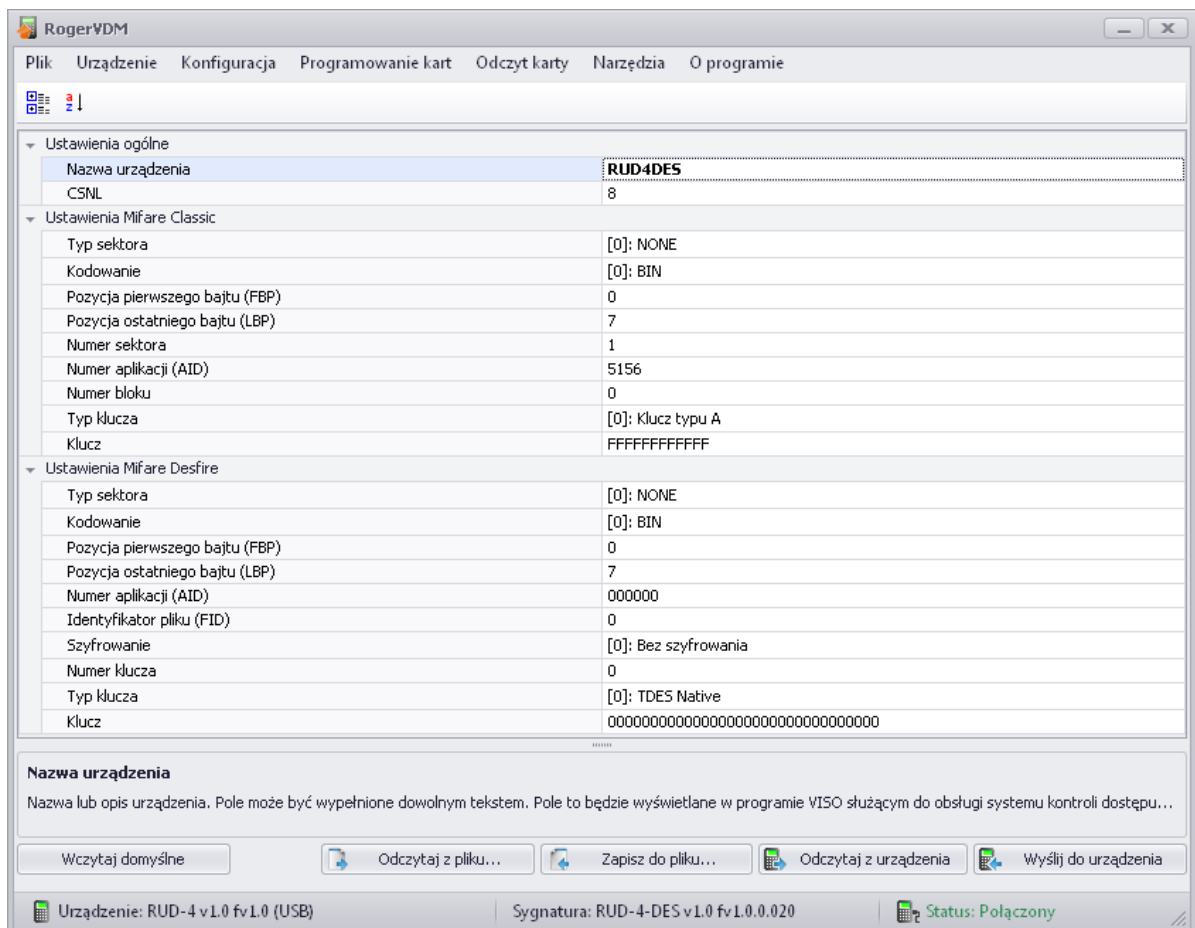 RogerVDM
Plik Urządzenie Konfiguracja Programowanie kart Odczyt karty Narzędzia O programie
Ustawienia ogólne
Nazwa urządzenia RUD4DES
CSNL 8
Ustawienia Mifare Classic
Typ sektora [0]: NONE
Kodowanie [0]: BIN
Pozycja pierwszego bajtu (FBP) 0
Pozycja ostatniego bajtu (LBP) 7
Numer sektora 1
Numer aplikacji (AID) 5156
Numer bloku 0
Typ klucza [0]: Klucz typu A
Klucz FFFFFFFFFFFF
Ustawienia Mifare Desfire
Typ sektora [0]: NONE
Kodowanie [0]: BIN
Pozycja pierwszego bajtu (FBP) 0
Pozycja ostatniego bajtu (LBP) 7
Numer aplikacji (AID) 000000
Identyfikator pliku (FID) 0
Szyfrowanie [0]: Bez szyfrowania
Numer klucza 0
Typ klucza [0]: TDES Native
Klucz 00000000000000000000000000000000
Nazwa urządzenia
Nazwa lub opis urządzenia. Pole może być wypełnione dowolnym tekstem. Pole to będzie wyświetlane w programie VISO służącym do obsługi systemu kontroli dostępu...
Wczytaj domyślne Odczytaj z pliku... Zapisz do pliku... Odczytaj z urządzenia Wyślij do urządzenia
Urządzenie: RUD-4 v1.0 fv1.0 (USB) Sygnatura: RUD-4-DES v1.0 fv1.0.0.020 Status: Połączony